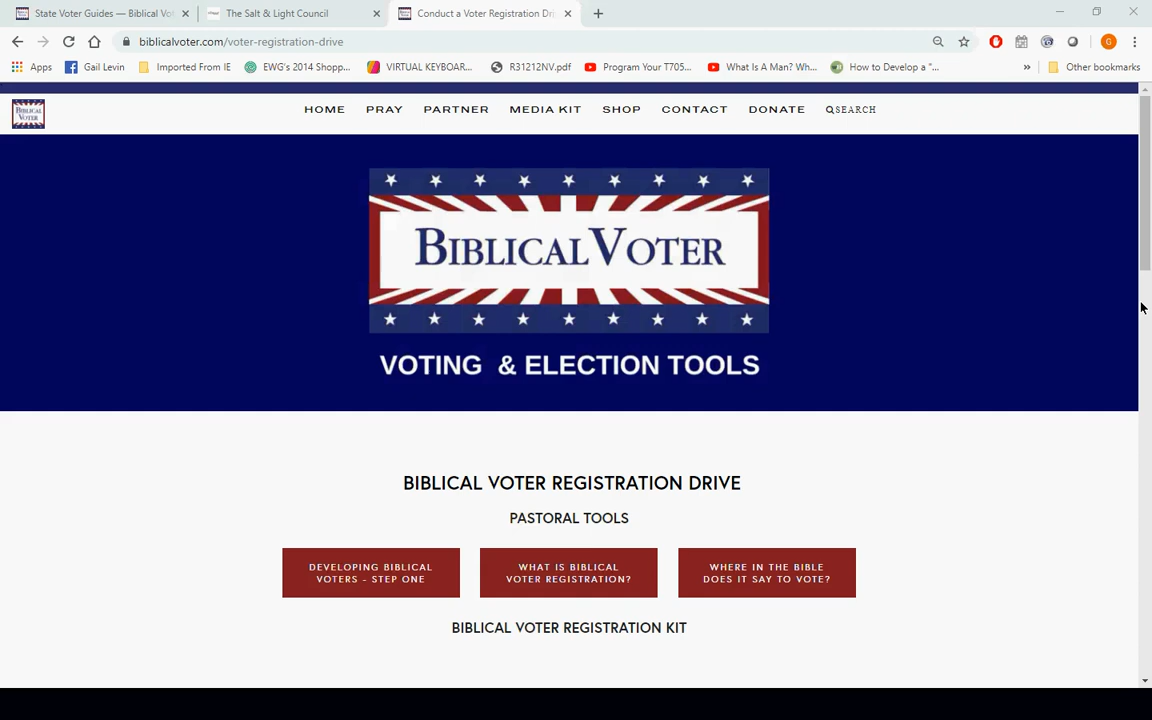 State Voter Guides — Biblical Vot
The Salt & Light Council
Conduct a Voter Registration Dri
biblicalvoter.com/voter-registration-drive
G
Apps
Gail Levin
Imported From IE
EWG's 2014 Shopp...
VIRTUAL KEYBOAR...
R31212NV.pdf
Program Your T705...
What Is A Man? Wh...
How to Develop a "...
»
Other bookmarks
BIBLICAL
VOTER
HOME
PRAY
PARTNER
MEDIA KIT
SHOP
CONTACT
DONATE
SEARCH
BIBLICALVOTER
VOTING & ELECTION TOOLS
BIBLICAL VOTER REGISTRATION DRIVE
PASTORAL TOOLS
DEVELOPING BIBLICAL
VOTERS - STEP ONE
WHAT IS BIBLICAL
VOTER REGISTRATION?
WHERE IN THE BIBLE
DOES IT SAY TO VOTE?
BIBLICAL VOTER REGISTRATION KIT